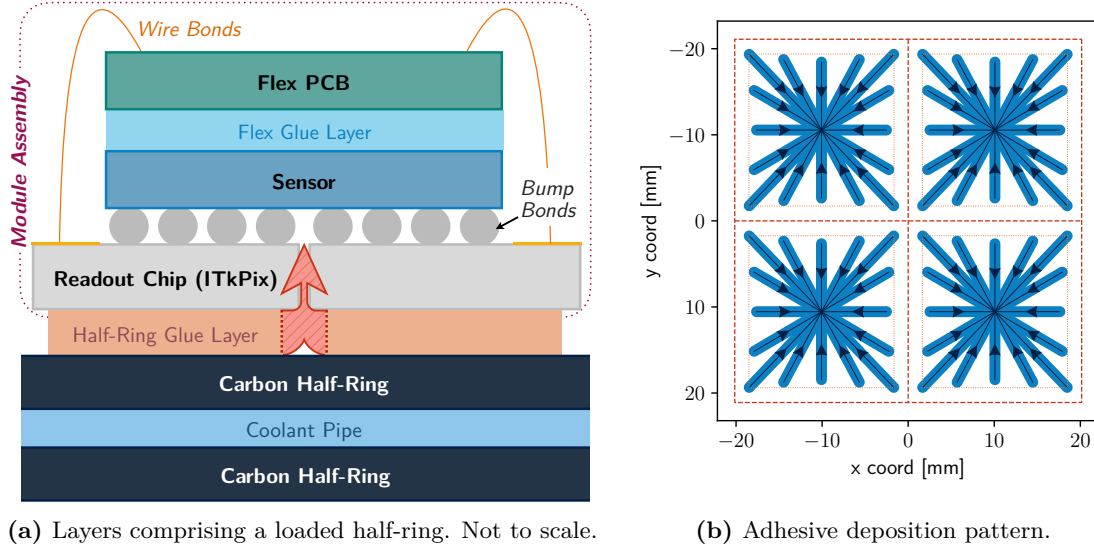 Wire Bonds
Module Assembly
Flex PCB
Flex Glue Layer
Sensor
Bump
Bonds
Readout Chip (ITkPix)
Half-Ring Glue Layer
Carbon Half-Ring
Coolant Pipe
Carbon Half-Ring
(a) Layers comprising a loaded half-ring. Not to scale.
−20
−10
0
10
20
y coord [mm]
−20
−10
0
10
20
x coord [mm]
(b) Adhesive deposition pattern.